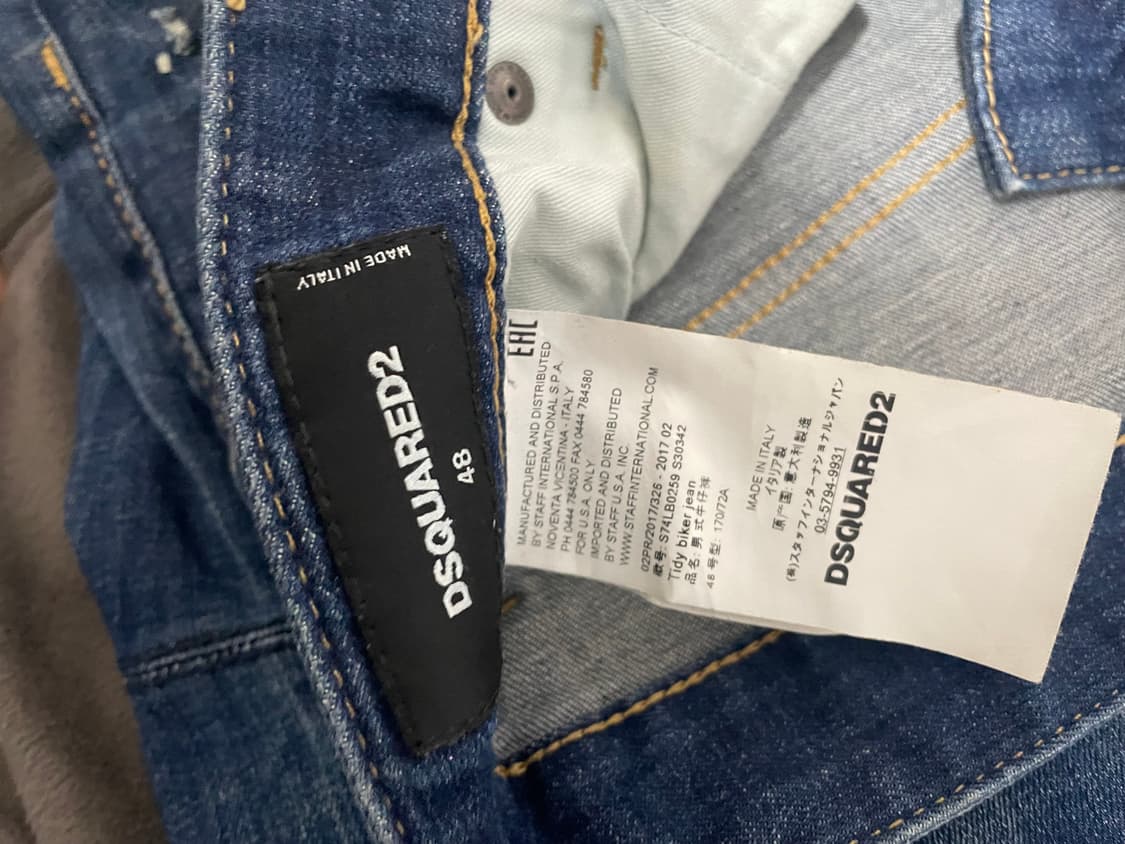 MADE IN ITALY
DSQUARED2
48
EAC
MANUFACTURED AND DISTRIBUTED
BY STAFF INTERNATIONAL S.P.A.
NOVENTA VICENTINA - ITALY
PH 0444 784500 FAX 0444 784580
FOR U.S.A. ONLY
IMPORTED AND DISTRIBUTED
BY STAFF U.S.A. INC.
WWW.STAFFINTERNATIONAL.COM
02PR/2017/326 - 2017 02
款号: S74LB0259 S30342
Tidy biker jean
品名: 男式牛仔裤
48 号型: 170/72A
MADE IN ITALY
イタリア製
原产国: 意大利制造
(株)スタッフインターナショナルジャパン
03-5794-9931
DSQUARED2